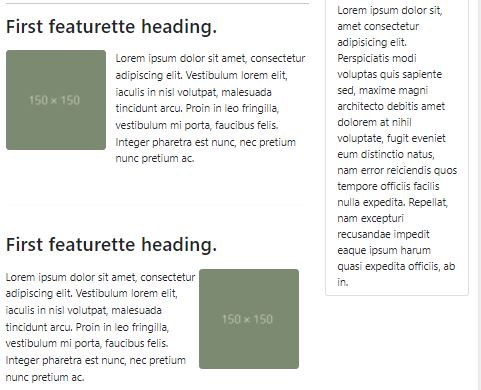 First featurette heading.
150 × 150
Lorem ipsum dolor sit amet, consectetur
adipiscing elit. Vestibulum lorem elit,
iaculis in nisl volutpat, malesuada
tincidunt arcu. Proin in leo fringilla,
vestibulum mi porta, faucibus felis.
Integer pharetra est nunc, nec pretium
nunc pretium ac.
First featurette heading.
Lorem ipsum dolor sit amet, consectetur
adipiscing elit. Vestibulum lorem elit,
iaculis in nisl volutpat, malesuada
tincidunt arcu. Proin in leo fringilla,
vestibulum mi porta, faucibus felis.
Integer pharetra est nunc, nec pretium
nunc pretium ac.
150 × 150
Lorem ipsum dolor sit,
amet consectetur
adipisicing elit.
Perspiciatis modi
voluptas quis sapiente
sed, maxime magni
architecto debitis amet
dolorem at nihil
voluptate, fugit eveniet
eum distinctio natus,
nam error reiciendis quos
tempore officiis facilis
nulla expedita. Repellat,
nam excepturi
recusandae impedit
eaque ipsum harum
quasi expedita officiis, ab
in.